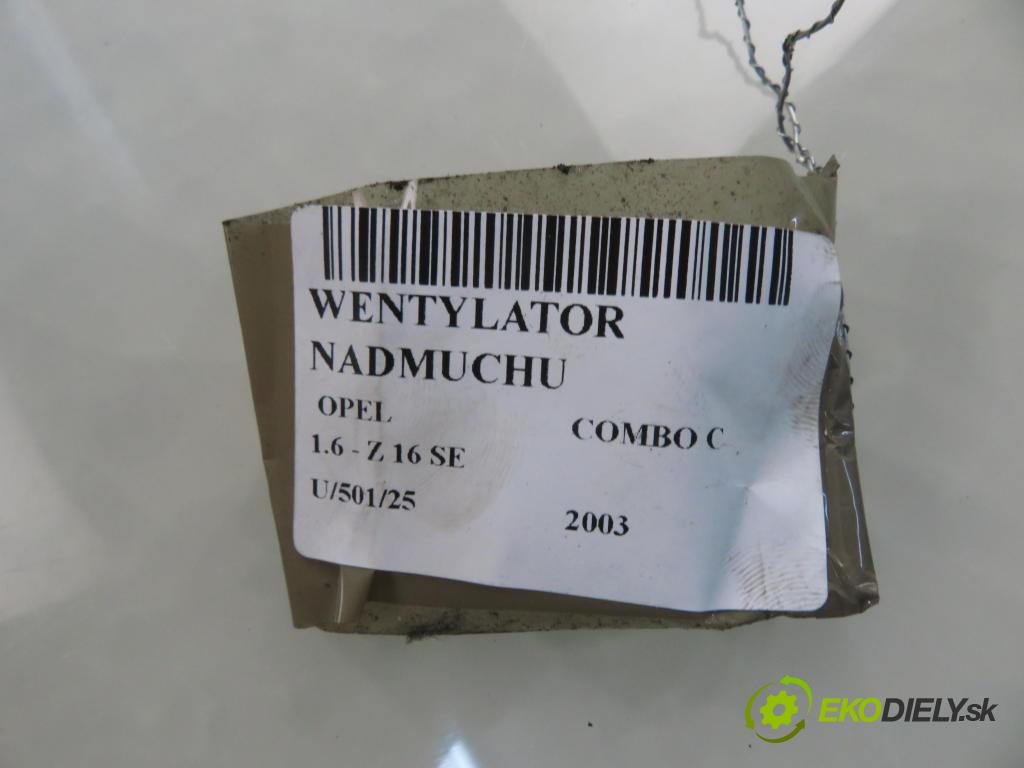 WENTYLATOR
NADMUCHU
OPEL COMBO C
1.6 - Z 16 SE
U/501/25 2003
EKODIELY.sk